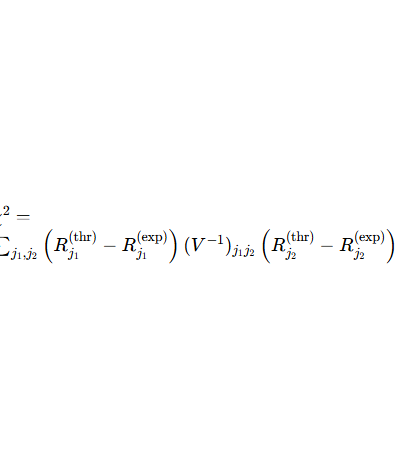 ² =
∑_{j₁,j₂} (R_{j₁}^{(thr)} − R_{j₁}^{(exp)}) (V^{−1})_{j₁j₂} (R_{j₂}^{(thr)} − R_{j₂}^{(exp)})